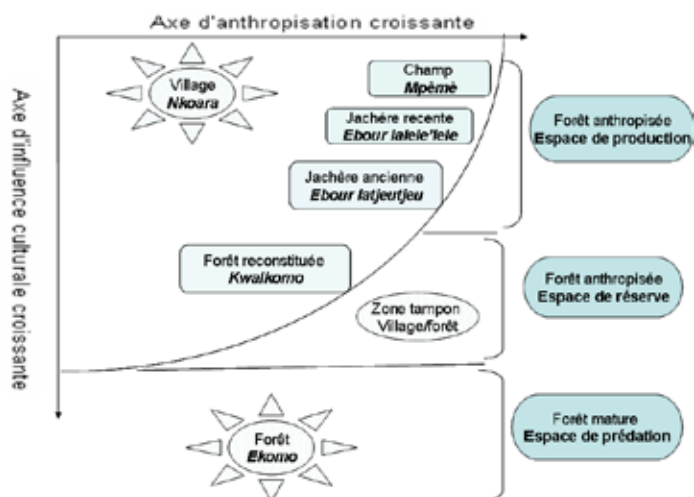 Axe d'anthropisation croissante
Axe d'influence culturale croissante
Village
Nkoara
Champ
Mpèmè
Jachère recente
Ebour lalele'lele
Jachère ancienne
Ebour latjeutjeu
Forêt reconstituée
Kwalkomo
Zone tampon
Village/forêt
Forêt
Ekomo
Forêt anthropisée
Espace de production
Forêt anthropisée
Espace de réserve
Forêt mature
Espace de prédation